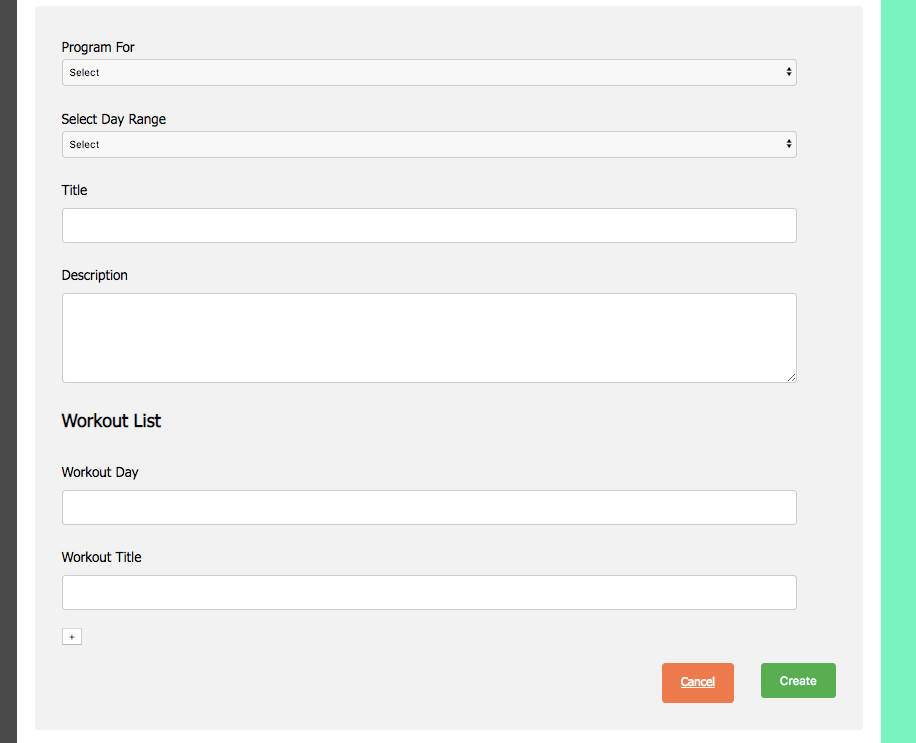 Program For
Select
Select Day Range
Select
Title
Description
Workout List
Workout Day
Workout Title
+
Cancel
Create